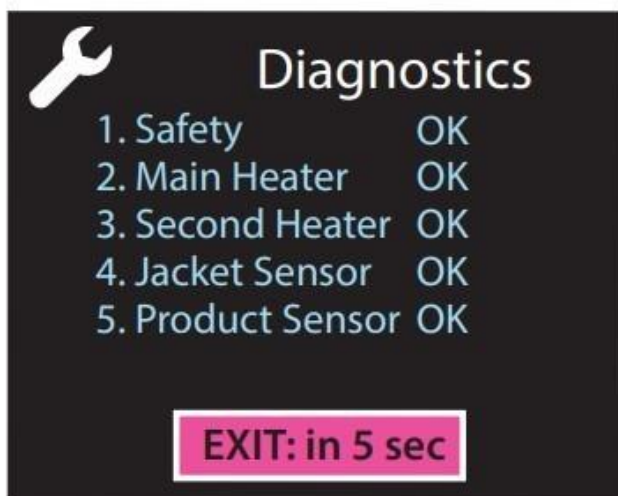 Diagnostics
1. Safety OK
2. Main Heater OK
3. Second Heater OK
4. Jacket Sensor OK
5. Product Sensor OK
EXIT: in 5 sec